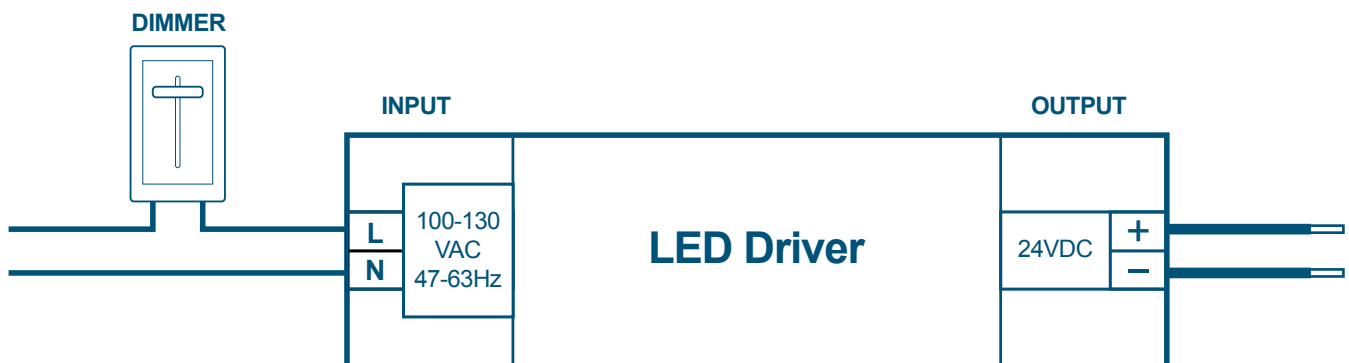 DIMMER
INPUT
OUTPUT
L
N
100-130
VAC
47-63Hz
LED Driver
24VDC
+
−